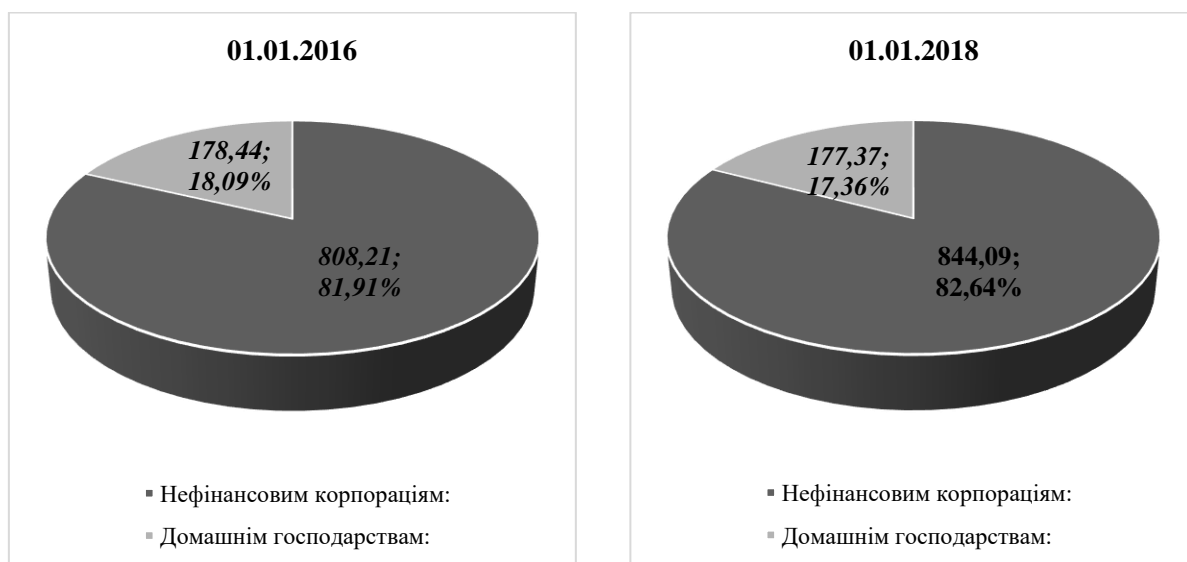 01.01.2016
178,44;
18,09%
808,21;
81,91%
Нефінансовим корпораціям:
Домашнім господарствам:
01.01.2018
177,37;
17,36%
844,09;
82,64%
Нефінансовим корпораціям:
Домашнім господарствам: